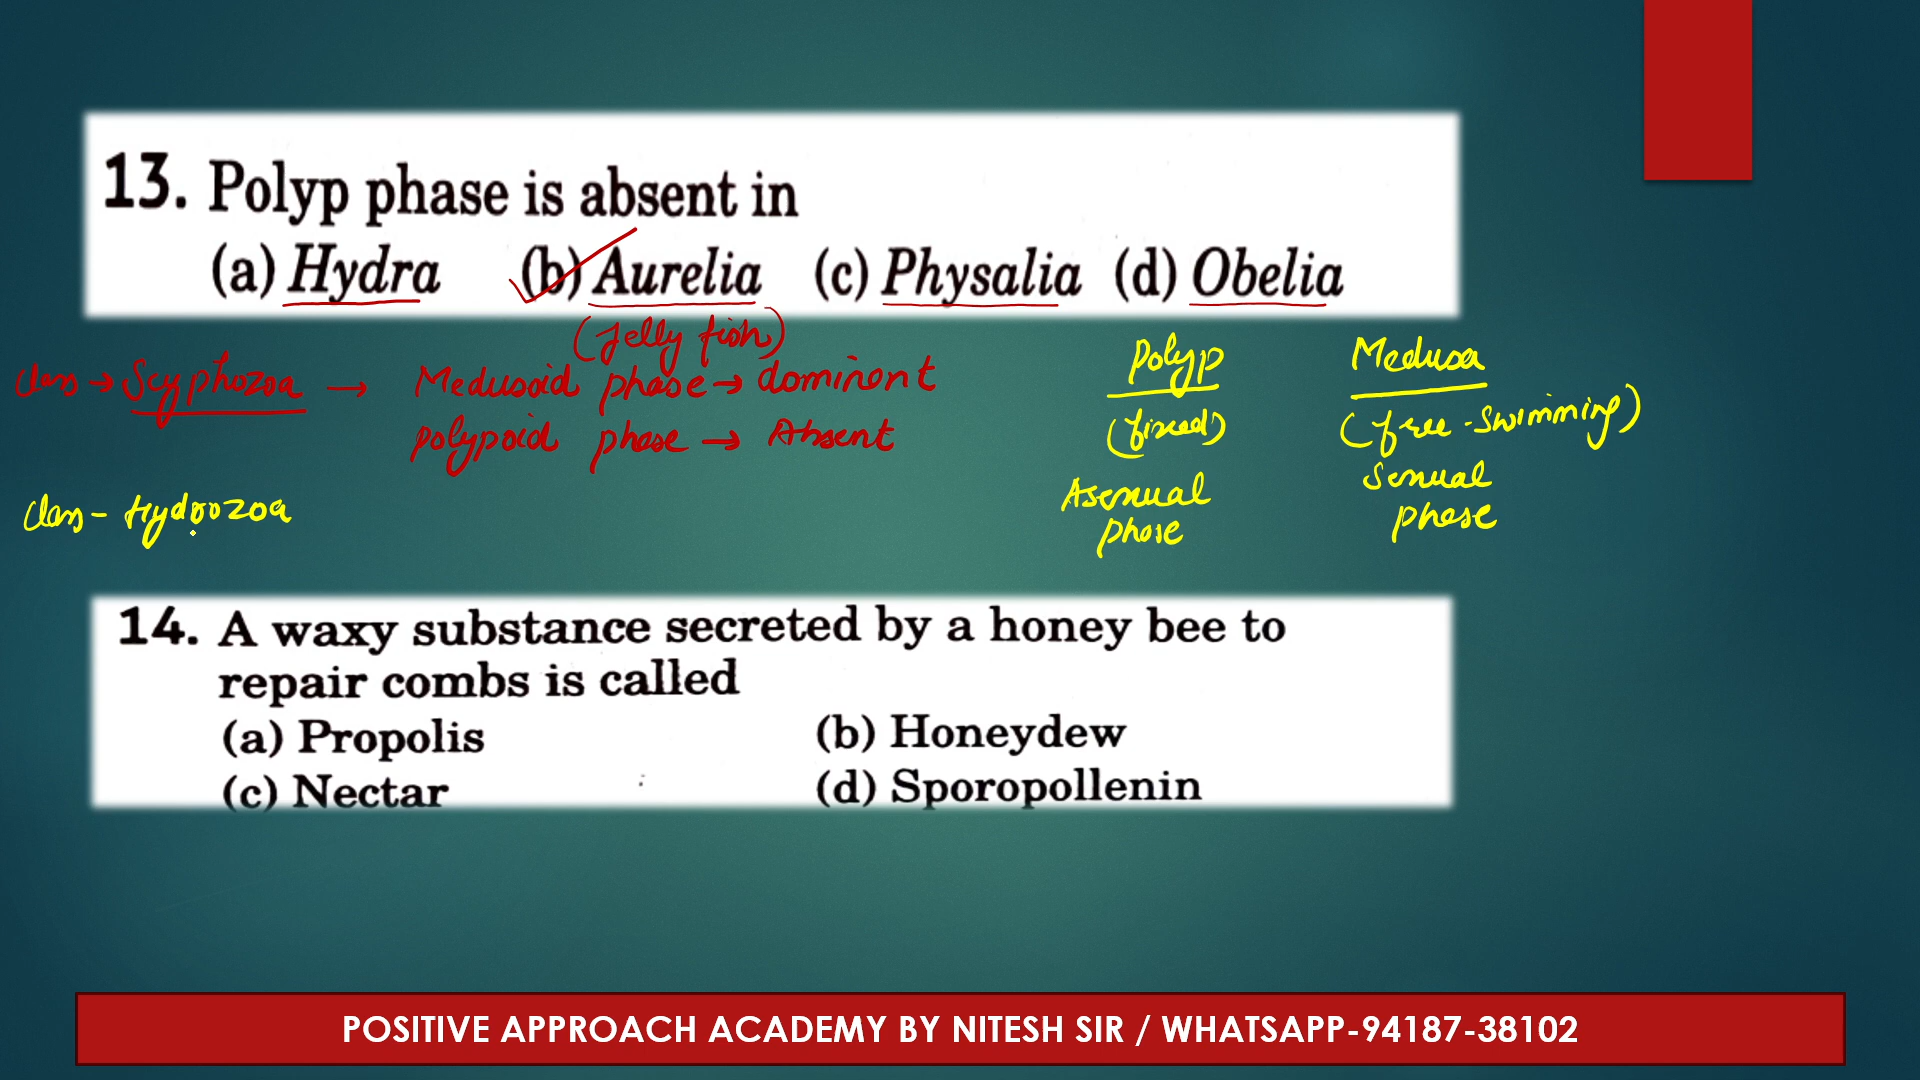 13. Polyp phase is absent in
(a) Hydra (b) Aurelia (c) Physalia (d) Obelia
(Jelly fish)
class → Scyphozoa → Medusoid phase → dominent
polypoid phase → Absent
Polyp Medusa
(fixed) (free-swimming)
Asexual phase
Sexual phase
class - Hydrozoa
14. A waxy substance secreted by a honey bee to
repair combs is called
(a) Propolis (b) Honeydew
(c) Nectar (d) Sporopollenin
POSITIVE APPROACH ACADEMY BY NITESH SIR / WHATSAPP-94187-38102